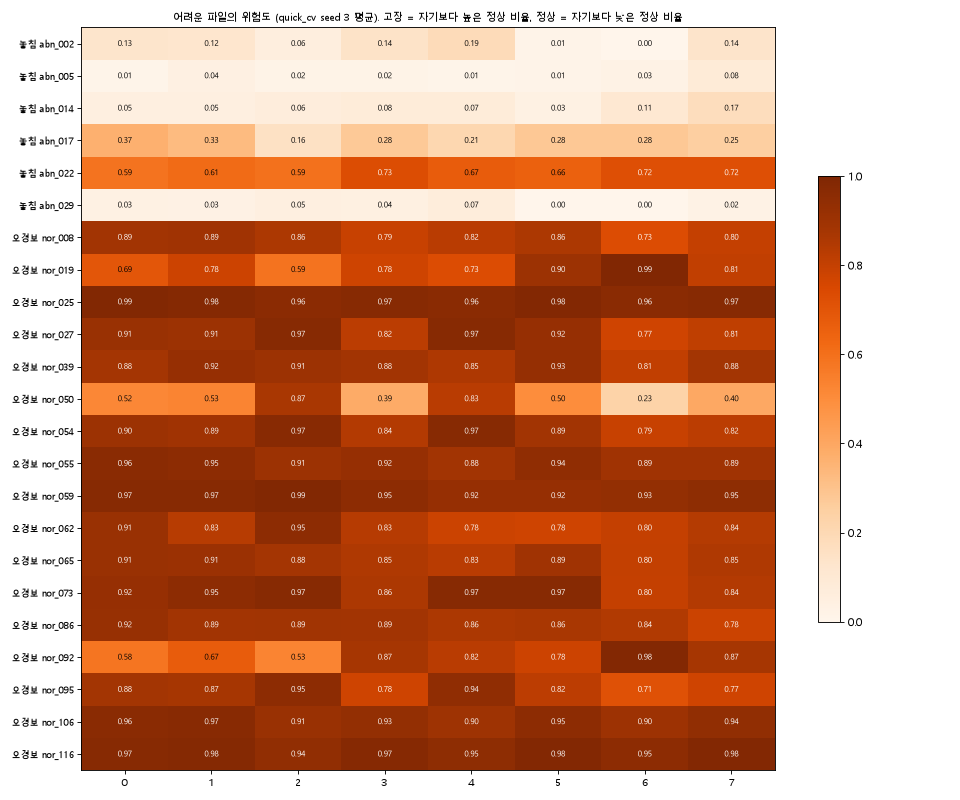 어려운 파일의 위험도 (quick_cv seed 3 평균). 고장 = 자기보다 높은 정상 비율, 정상 = 자기보다 낮은 정상 비율
놓침 abn_002 0.13 0.12 0.06 0.14 0.19 0.01 0.00 0.14
놓침 abn_005 0.01 0.04 0.02 0.02 0.01 0.01 0.03 0.08
놓침 abn_014 0.05 0.05 0.06 0.08 0.07 0.03 0.11 0.17
놓침 abn_017 0.37 0.33 0.16 0.28 0.21 0.28 0.28 0.25
놓침 abn_022 0.59 0.61 0.59 0.73 0.67 0.66 0.72 0.72
놓침 abn_029 0.03 0.03 0.05 0.04 0.07 0.00 0.00 0.02
오경보 nor_008 0.89 0.89 0.86 0.79 0.82 0.86 0.73 0.80
오경보 nor_019 0.69 0.78 0.59 0.78 0.73 0.90 0.99 0.81
오경보 nor_025 0.99 0.98 0.96 0.97 0.96 0.98 0.96 0.97
오경보 nor_027 0.91 0.91 0.97 0.82 0.97 0.92 0.77 0.81
오경보 nor_039 0.88 0.92 0.91 0.88 0.85 0.93 0.81 0.88
오경보 nor_050 0.52 0.53 0.87 0.39 0.83 0.50 0.23 0.40
오경보 nor_054 0.90 0.89 0.97 0.84 0.97 0.89 0.79 0.82
오경보 nor_055 0.96 0.95 0.91 0.92 0.88 0.94 0.89 0.89
오경보 nor_059 0.97 0.97 0.99 0.95 0.92 0.92 0.93 0.95
오경보 nor_062 0.91 0.83 0.95 0.83 0.78 0.78 0.80 0.84
오경보 nor_065 0.91 0.91 0.88 0.85 0.83 0.89 0.80 0.85
오경보 nor_073 0.92 0.95 0.97 0.86 0.97 0.97 0.80 0.84
오경보 nor_086 0.92 0.89 0.89 0.89 0.86 0.86 0.84 0.78
오경보 nor_092 0.58 0.67 0.53 0.87 0.82 0.78 0.98 0.87
오경보 nor_095 0.88 0.87 0.95 0.78 0.94 0.82 0.71 0.77
오경보 nor_106 0.96 0.97 0.91 0.93 0.90 0.95 0.90 0.94
오경보 nor_116 0.97 0.98 0.94 0.97 0.95 0.98 0.95 0.98
0 1 2 3 4 5 6 7
1.0
0.8
0.6
0.4
0.2
0.0